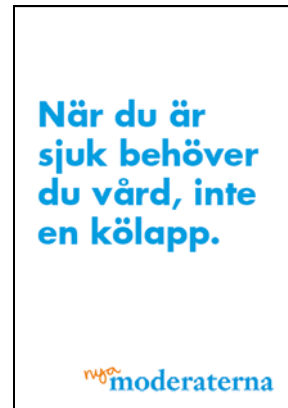 När du är
sjuk behöver
du vård, inte
en kölapp.
nya moderaterna